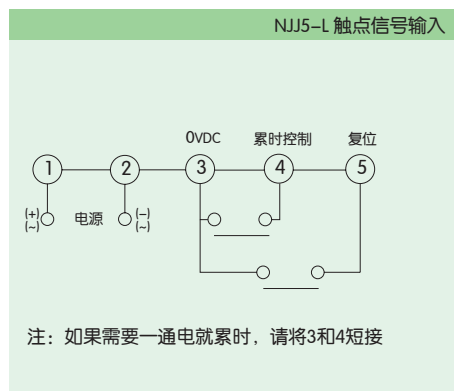 NJJ5-L 触点信号输入
0VDC 累时控制 复位
1 2 3 4 5
(+) 电源 (-)
(~) (~)
注：如果需要一通电就累时，请将3和4短接